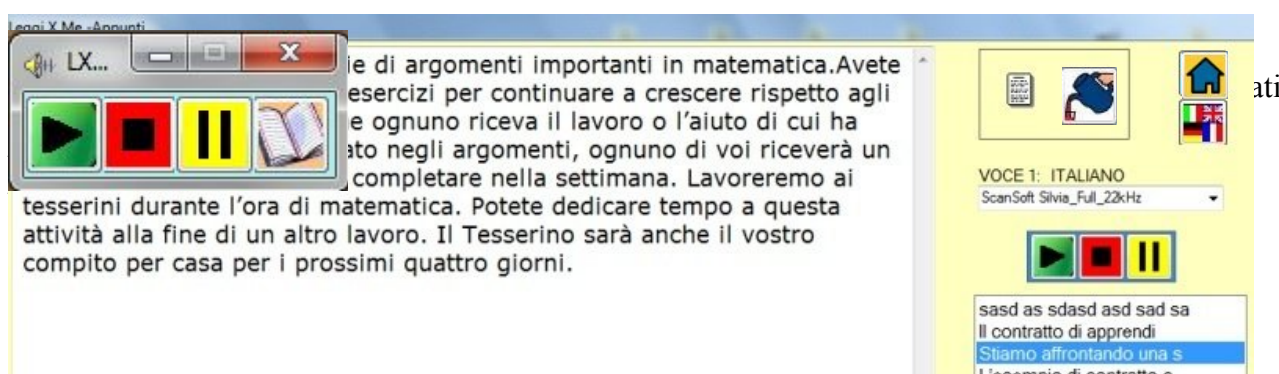 Leggi X Me -Appunti
LX...
ie di argomenti importanti in matematica.Avete
esercizi per continuare a crescere rispetto agli
e ognuno riceva il lavoro o l'aiuto di cui ha
ato negli argomenti, ognuno di voi riceverà un
completare nella settimana. Lavoreremo ai
tesserini durante l'ora di matematica. Potete dedicare tempo a questa
attività alla fine di un altro lavoro. Il Tesserino sarà anche il vostro
compito per casa per i prossimi quattro giorni.
ati
VOCE 1: ITALIANO
ScanSoft Silvia_Full_22kHz
sasd as sdasd asd sad sa
Il contratto di apprendi
Stiamo affrontando una s